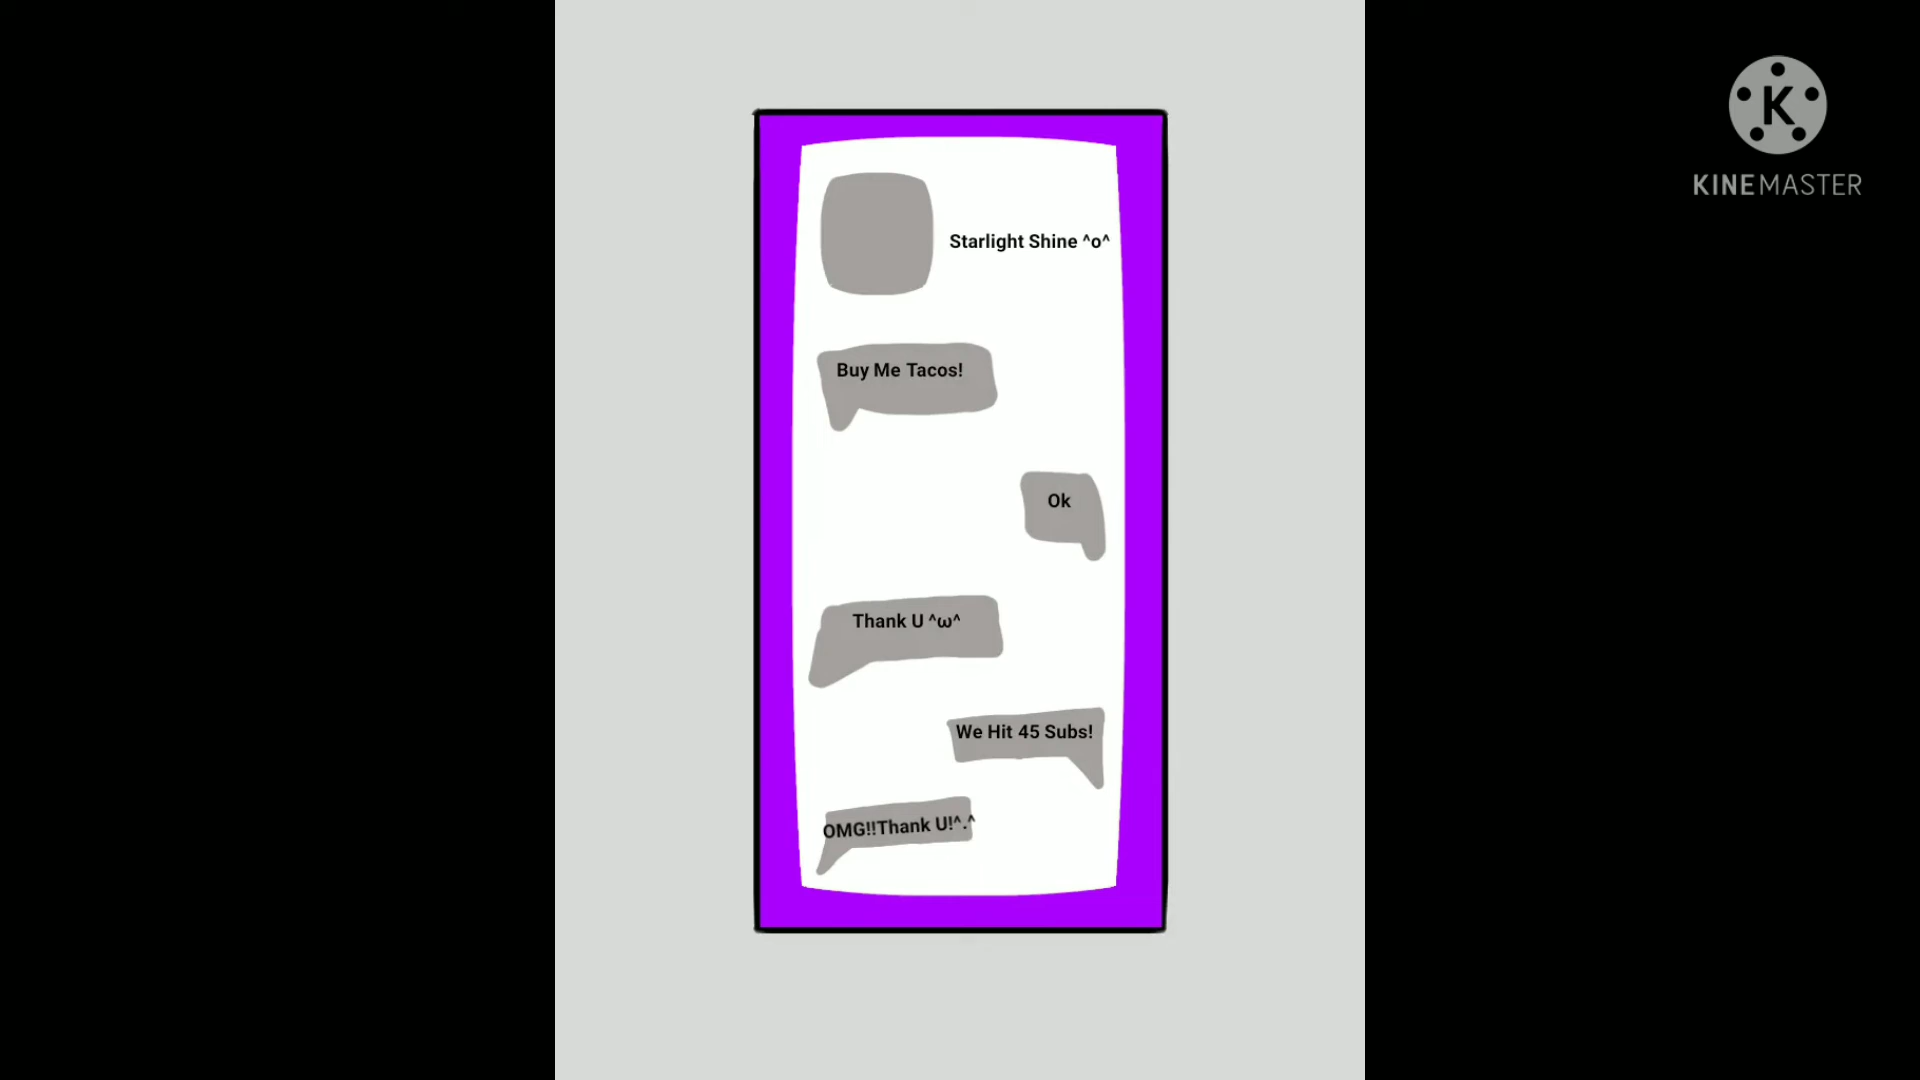 KINEMASTER
Starlight Shine ^o^
Buy Me Tacos!
Ok
Thank U ^ω^
We Hit 45 Subs!
OMG!!Thank U!^.^